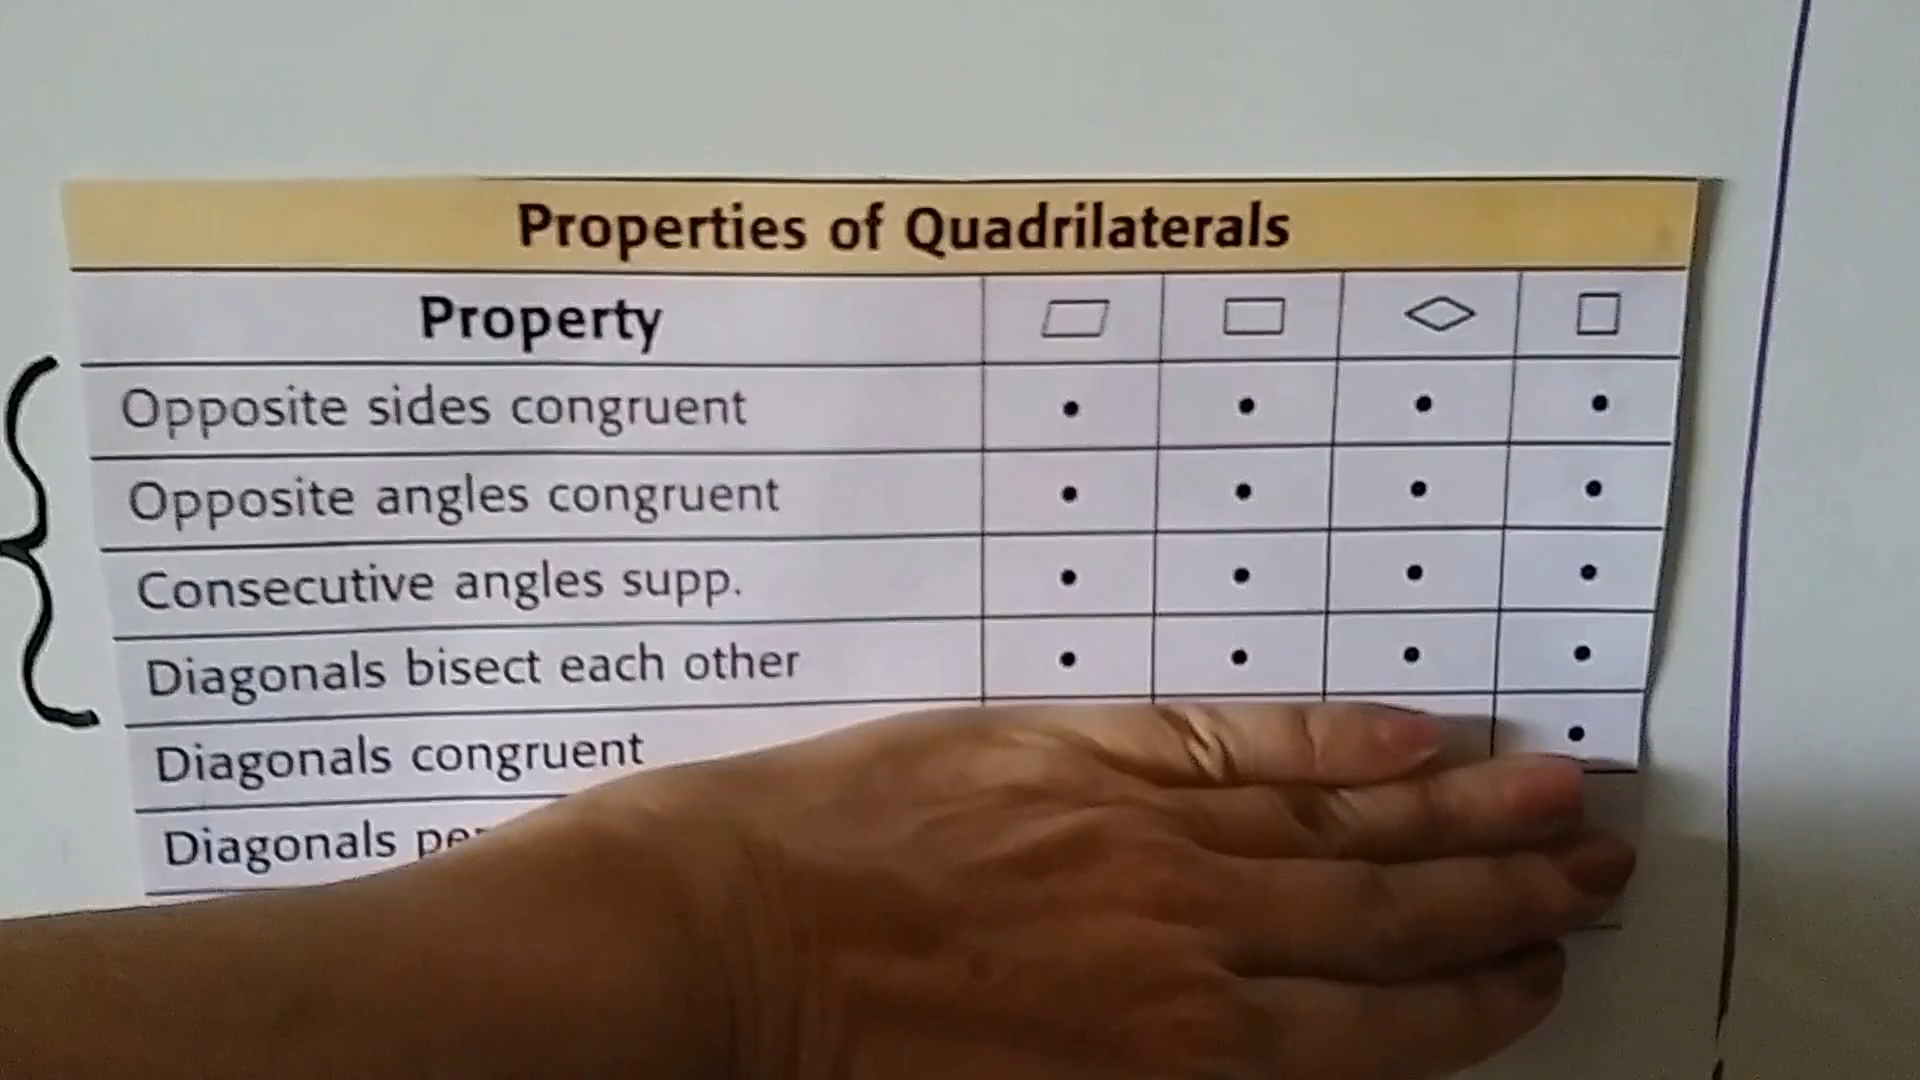 Properties of Quadrilaterals
Property
Opposite sides congruent
Opposite angles congruent
Consecutive angles supp.
Diagonals bisect each other
Diagonals congruent
Diagonals